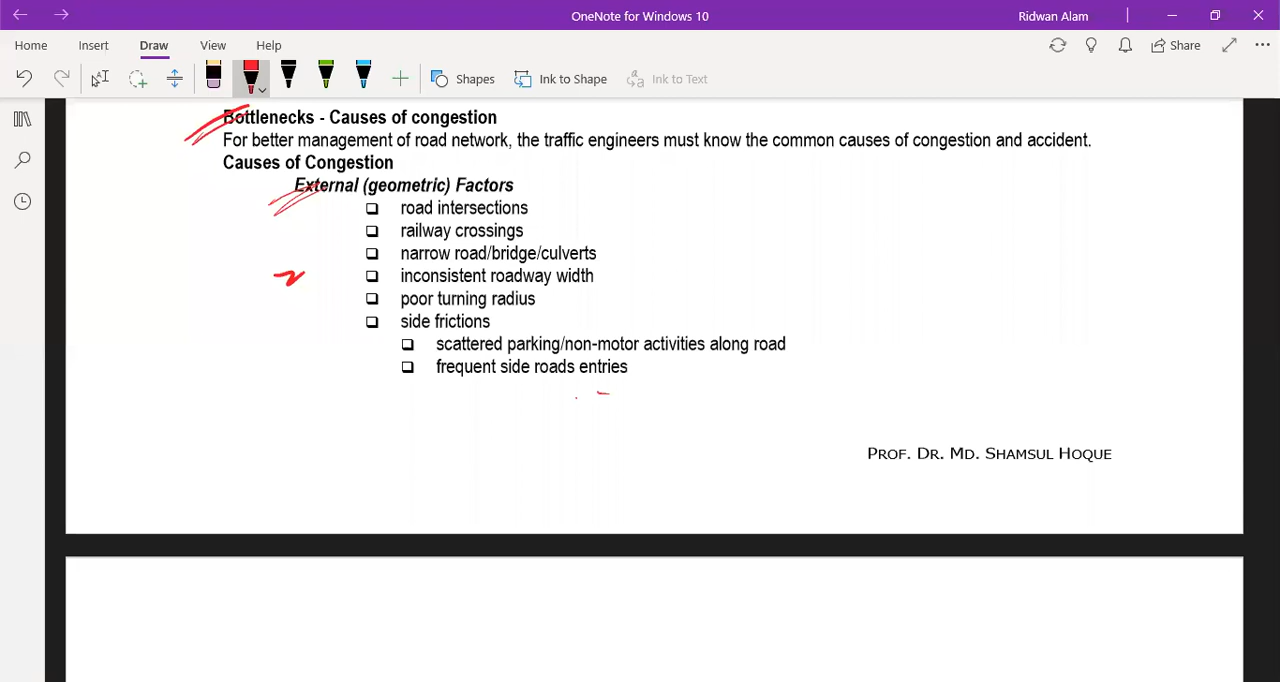 OneNote for Windows 10
Ridwan Alam
Home Insert Draw View Help
Share
Shapes Ink to Shape Ink to Text
Bottlenecks - Causes of congestion
For better management of road network, the traffic engineers must know the common causes of congestion and accident.
Causes of Congestion
External (geometric) Factors
road intersections
railway crossings
narrow road/bridge/culverts
inconsistent roadway width
poor turning radius
side frictions
scattered parking/non-motor activities along road
frequent side roads entries
PROF. DR. MD. SHAMSUL HOQUE